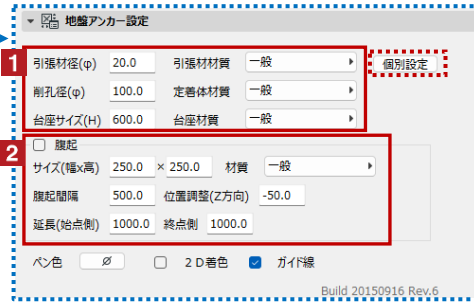 地盤アンカー設定
1
引張材径(φ) 20.0 引張材材質 一般 個別設定
削孔径(φ) 100.0 定着体材質 一般
台座サイズ(H) 600.0 台座材質 一般
2
腹起
サイズ(幅x高) 250.0 × 250.0 材質 一般
腹起間隔 500.0 位置調整(Z方向) -50.0
延長(始点側) 1000.0 終点側 1000.0
ペン色 2D着色 ガイド線
Build 20150916 Rev.6